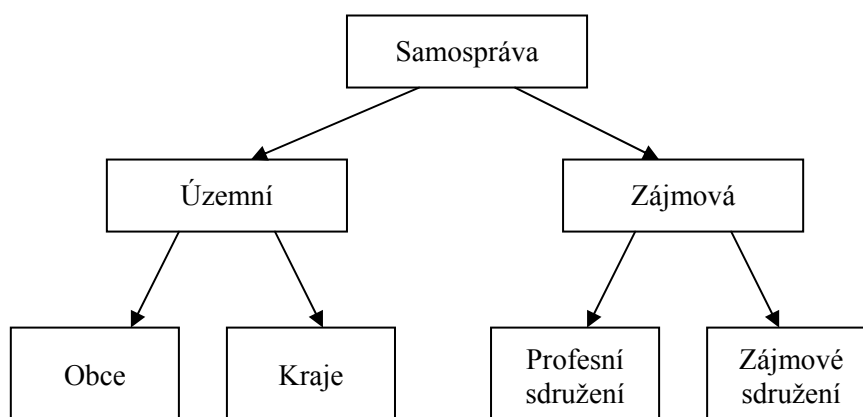 Samospráva
Územní
Zájmová
Obce
Kraje
Profesní
sdružení
Zájmové
sdružení